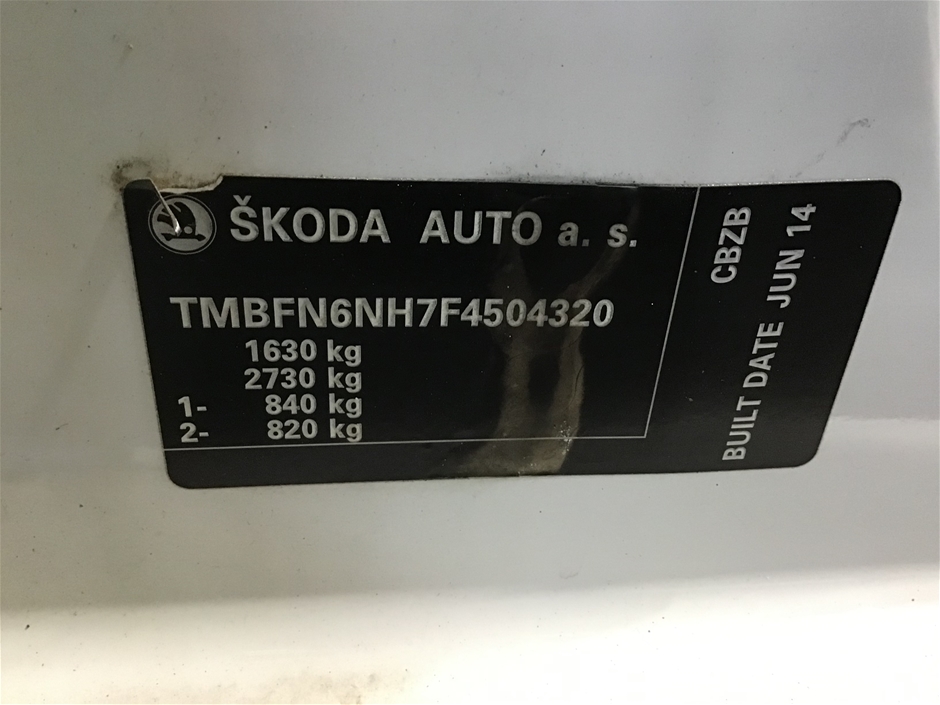 ŠKODA AUTO a. s.
TMBFN6NH7F4504320
1630 kg
2730 kg
1- 840 kg
2- 820 kg
CBZB
BUILT DATE JUN 14